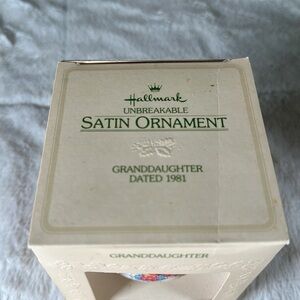 Hallmark
UNBREAKABLE
SATIN ORNAMENT
GRANDDAUGHTER
DATED 1981
GRANDDAUGHTER